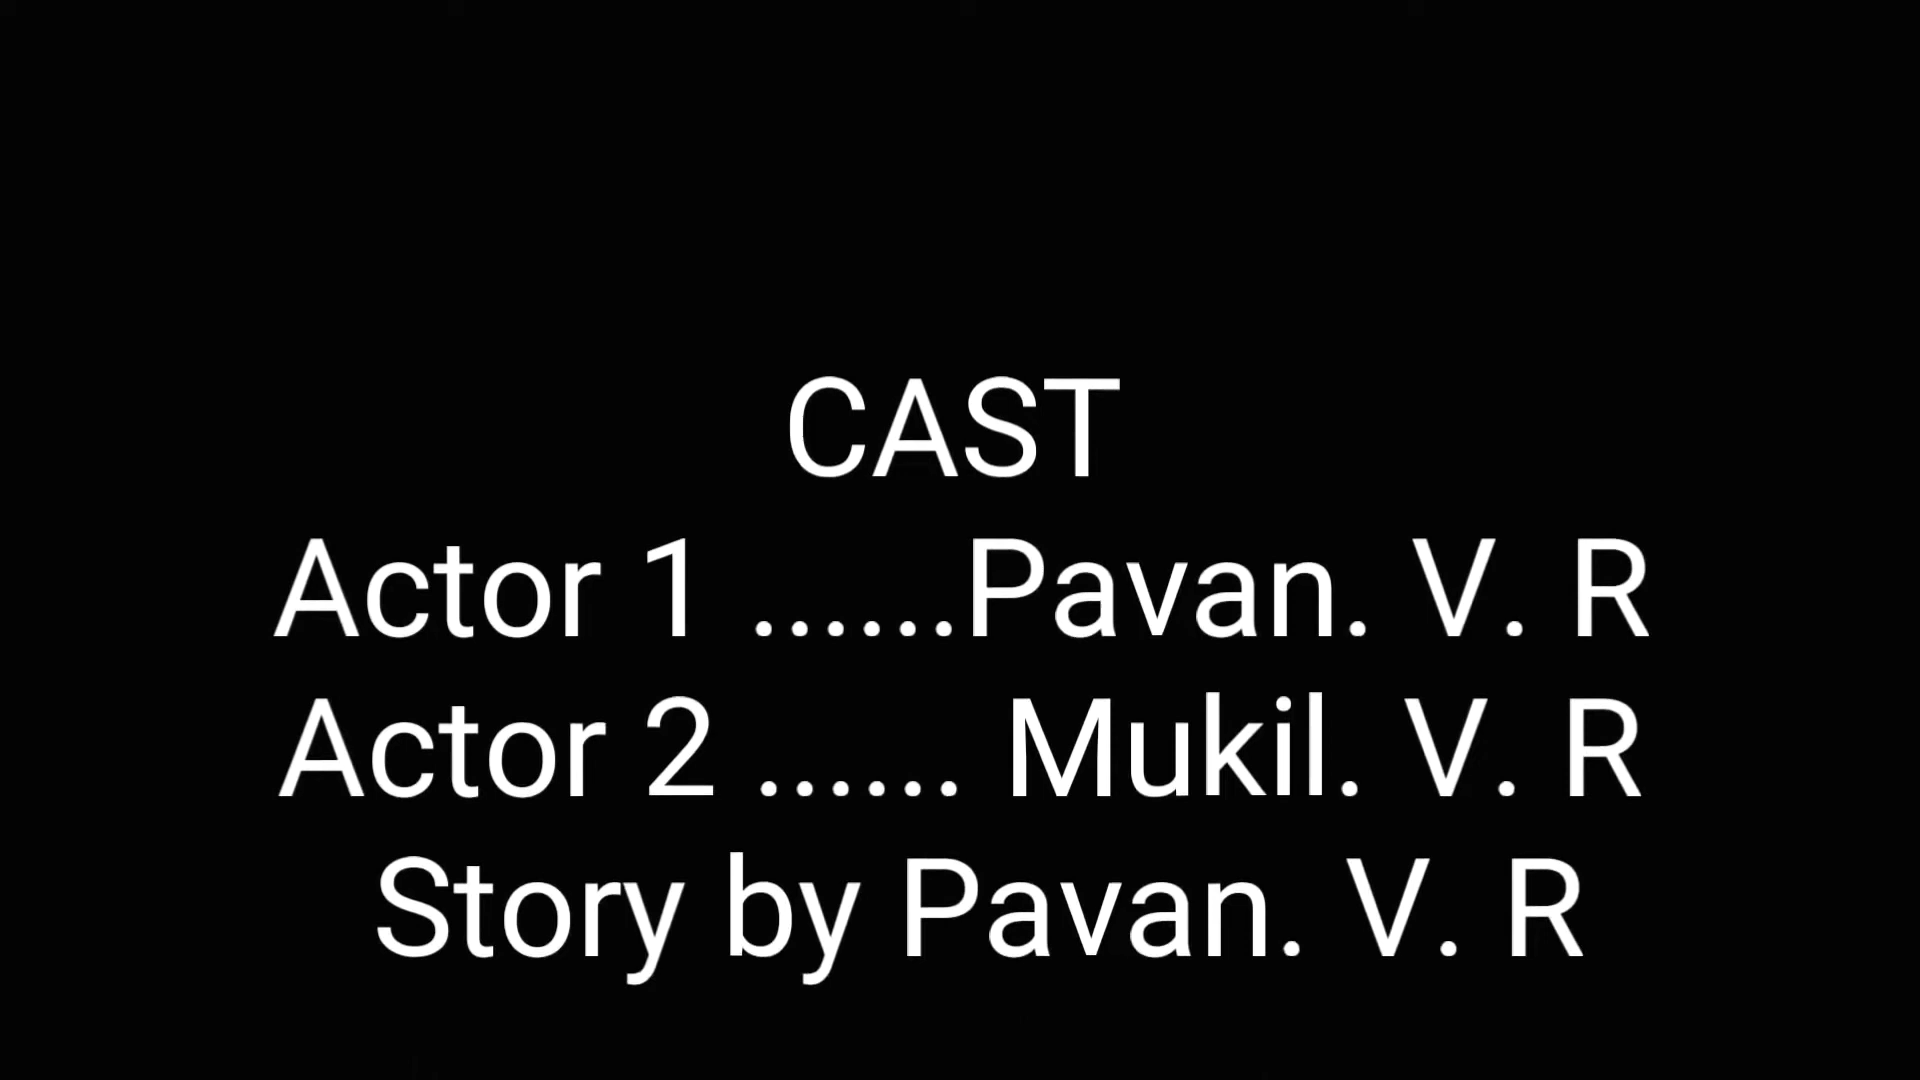 CAST
Actor 1 ......Pavan. V. R
Actor 2 ...... Mukil. V. R
Story by Pavan. V. R